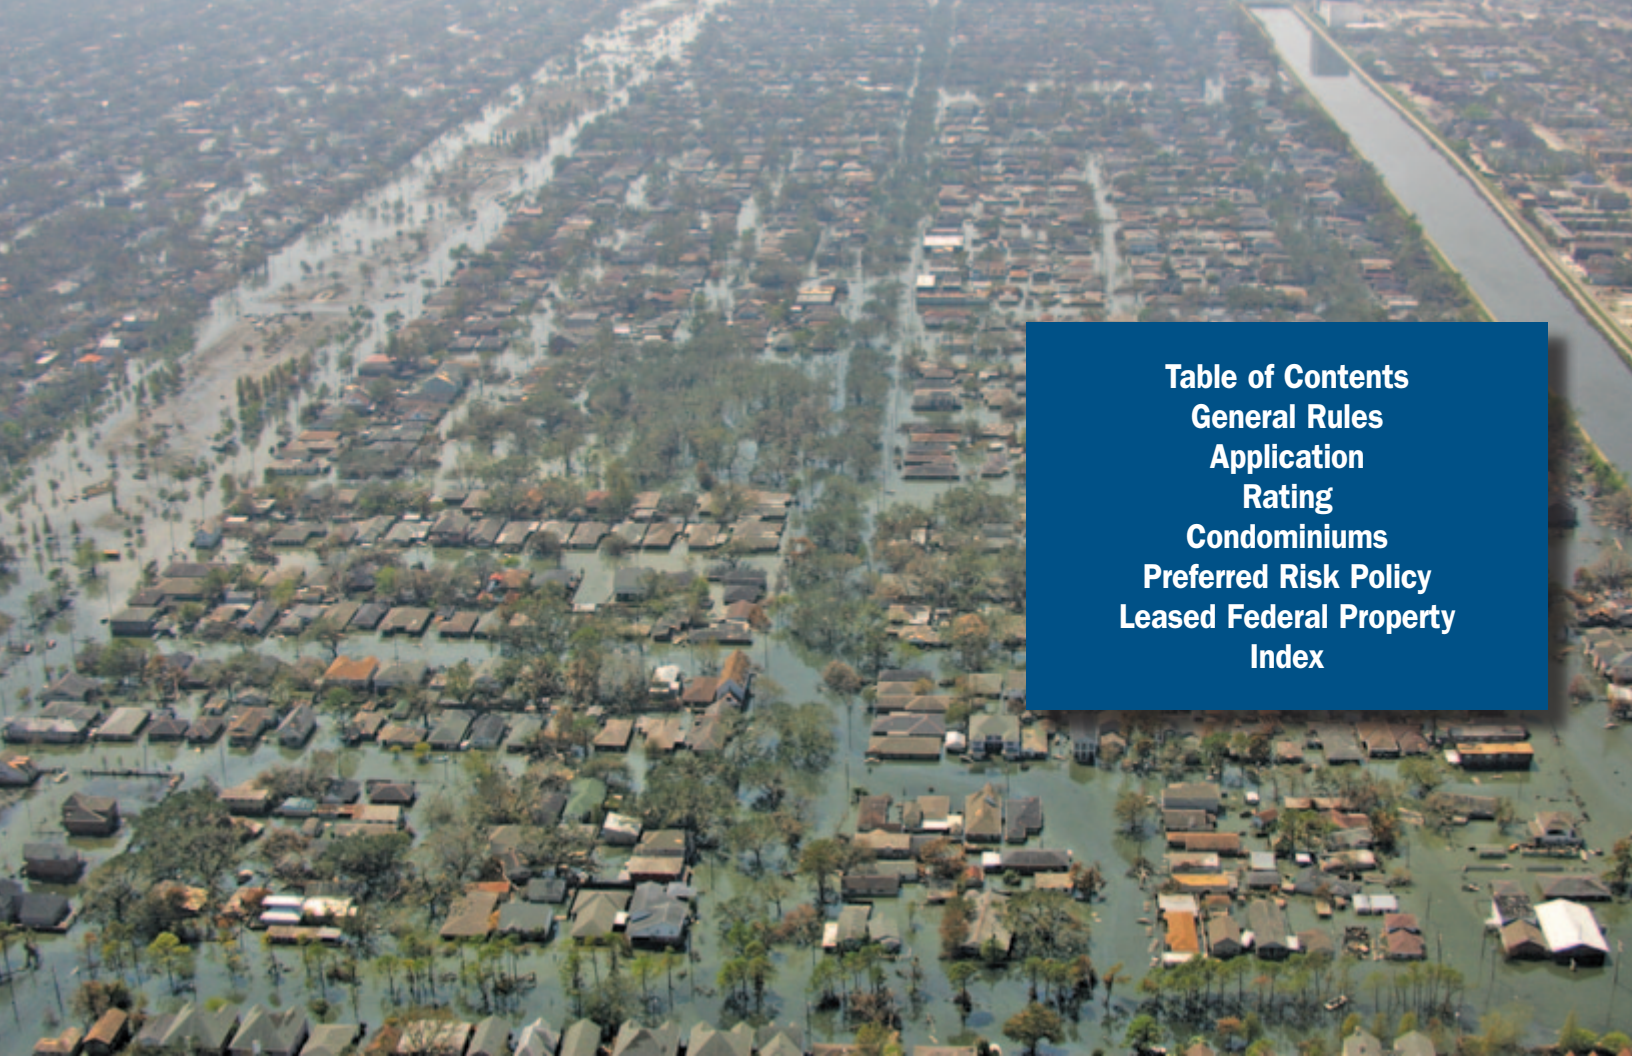 Table of Contents
General Rules
Application
Rating
Condominiums
Preferred Risk Policy
Leased Federal Property
Index